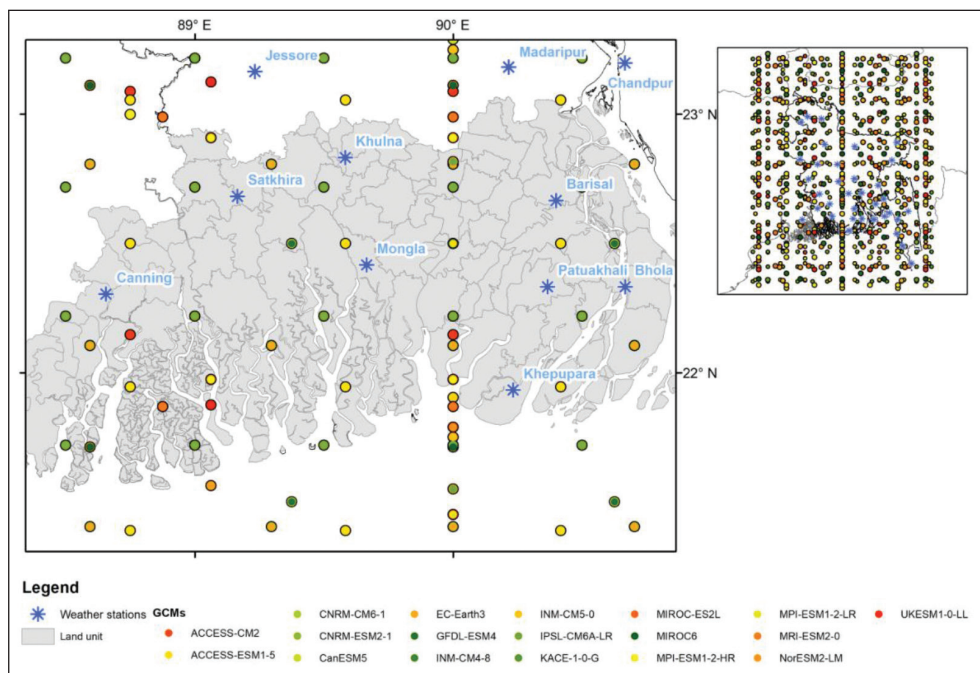 89° E
90° E
Jessore
Madaripur
Chandpur
23° N
Khulna
Satkhira
Barisal
Mongla
Canning
Patuakhali
Bhola
22° N
Khepupara
Legend
Weather stations
Land unit
GCMs
ACCESS-CM2
ACCESS-ESM1-5
CNRM-CM6-1
CNRM-ESM2-1
CanESM5
EC-Earth3
GFDL-ESM4
INM-CM4-8
INM-CM5-0
IPSL-CM6A-LR
KACE-1-0-G
MIROC-ES2L
MIROC6
MPI-ESM1-2-HR
MPI-ESM1-2-LR
MRI-ESM2-0
NorESM2-LM
UKESM1-0-LL